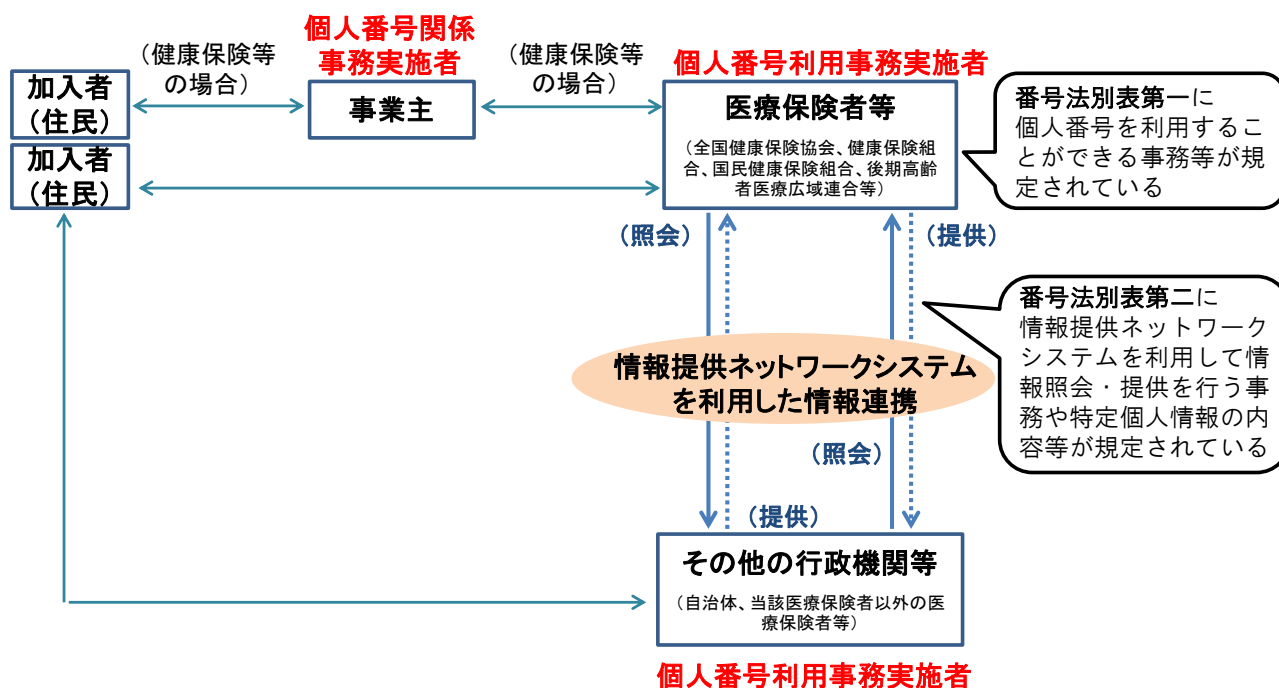 個人番号関係
事務実施者
（健康保険等
の場合）
（健康保険等
の場合）
個人番号利用事務実施者
加入者
（住民）
事業主
医療保険者等
（全国健康保険協会、健康保険組
合、国民健康保険組合、後期高齢
者医療広域連合等）
番号法別表第一に
個人番号を利用するこ
とができる事務等が規
定されている
加入者
（住民）
（照会）
（提供）
番号法別表第二に
情報提供ネットワーク
システムを利用して情
報照会・提供を行う事
務や特定個人情報の内
容等が規定されている
情報提供ネットワークシステム
を利用した情報連携
（照会）
（提供）
その他の行政機関等
（自治体、当該医療保険者以外の医
療保険者等）
個人番号利用事務実施者